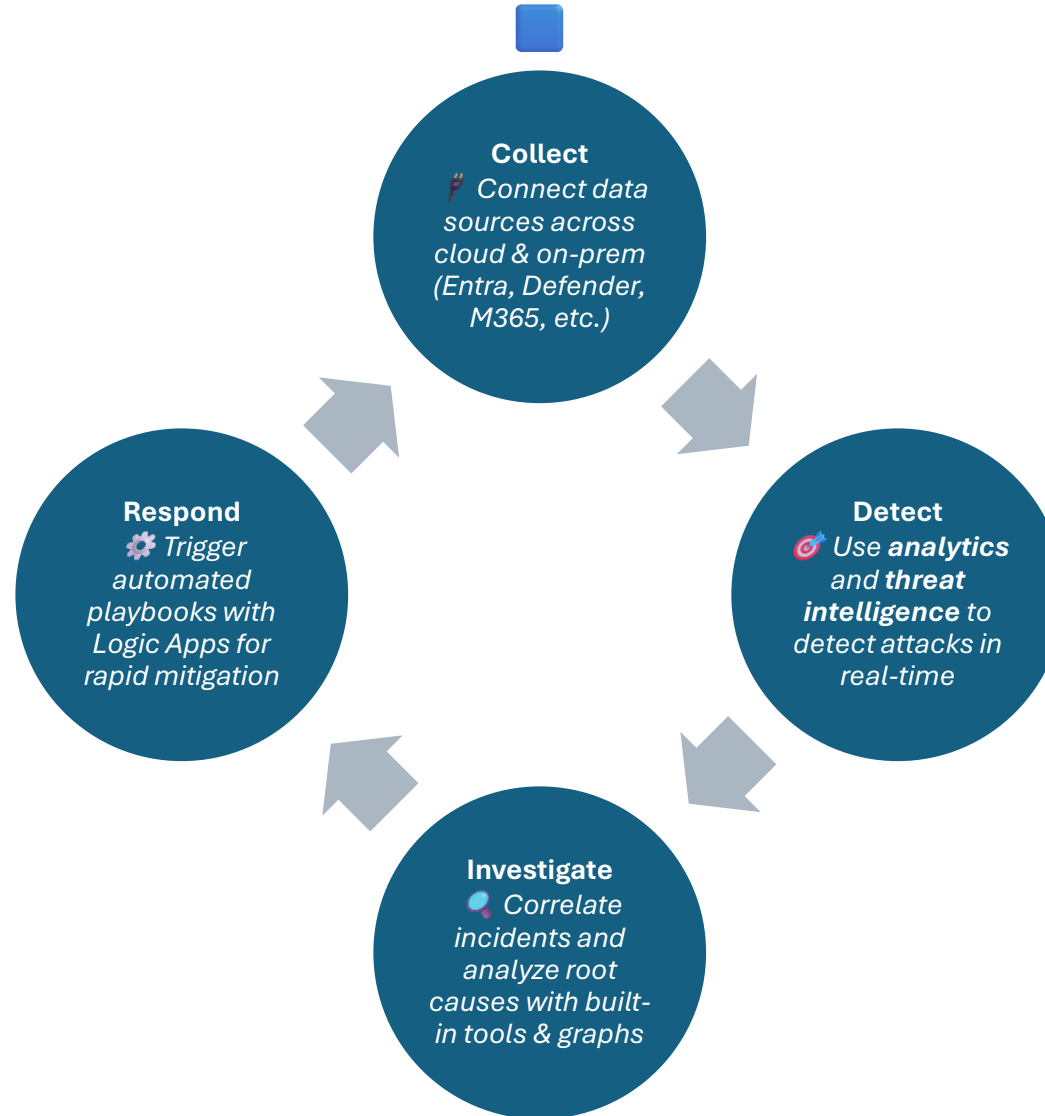 Collect
Connect data
sources across
cloud & on-prem
(Entra, Defender,
M365, etc.)
Detect
Use analytics
and threat
intelligence to
detect attacks in
real-time
Investigate
Correlate
incidents and
analyze root
causes with built-
in tools & graphs
Respond
Trigger
automated
playbooks with
Logic Apps for
rapid mitigation